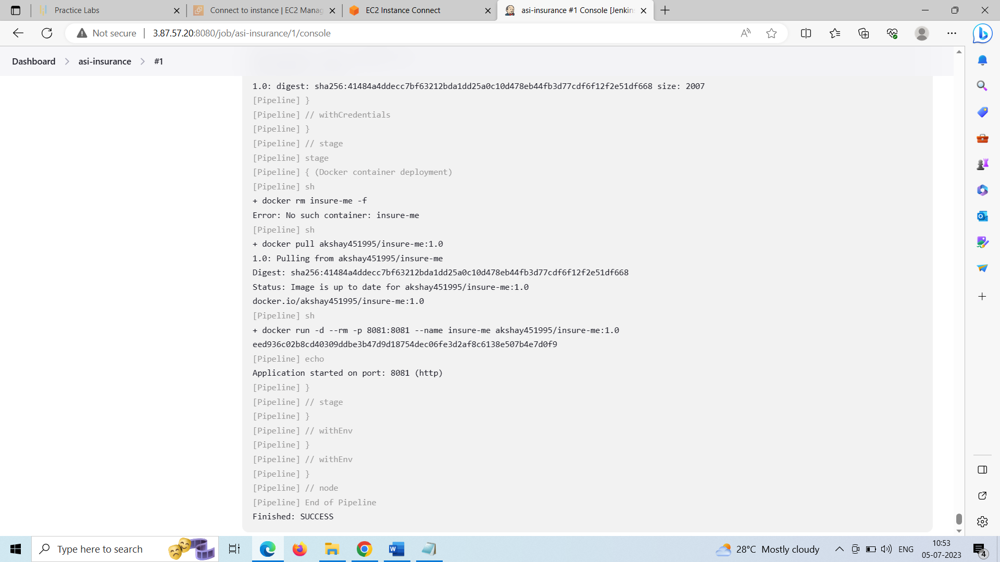 Practice Labs
Connect to instance | EC2 Manag
EC2 Instance Connect
asi-insurance #1 Console [Jenkin
Not secure
3.87.57.20:8080/job/asi-insurance/1/console
Dashboard > asi-insurance > #1
1.0: digest: sha256:41484a4ddecc7bf63212bda1dd25a0c10d478eb44fb3d77cdf6f12f2e51df668 size: 2007
[Pipeline] }
[Pipeline] // withCredentials
[Pipeline] }
[Pipeline] // stage
[Pipeline] stage
[Pipeline] { (Docker container deployment)
[Pipeline] sh
+ docker rm insure-me -f
Error: No such container: insure-me
[Pipeline] sh
+ docker pull akshay451995/insure-me:1.0
1.0: Pulling from akshay451995/insure-me
Digest: sha256:41484a4ddecc7bf63212bda1dd25a0c10d478eb44fb3d77cdf6f12f2e51df668
Status: Image is up to date for akshay451995/insure-me:1.0
docker.io/akshay451995/insure-me:1.0
[Pipeline] sh
+ docker run -d --rm -p 8081:8081 --name insure-me akshay451995/insure-me:1.0
eed936c02b8cd40309ddbe3b47d9d18754dec06fe3d2af8c6138e507b4e7d0f9
[Pipeline] echo
Application started on port: 8081 (http)
[Pipeline] }
[Pipeline] // stage
[Pipeline] }
[Pipeline] // withEnv
[Pipeline] }
[Pipeline] // withEnv
[Pipeline] }
[Pipeline] // node
[Pipeline] End of Pipeline
Finished: SUCCESS
Type here to search
28°C Mostly cloudy
ENG
10:53
05-07-2023
4